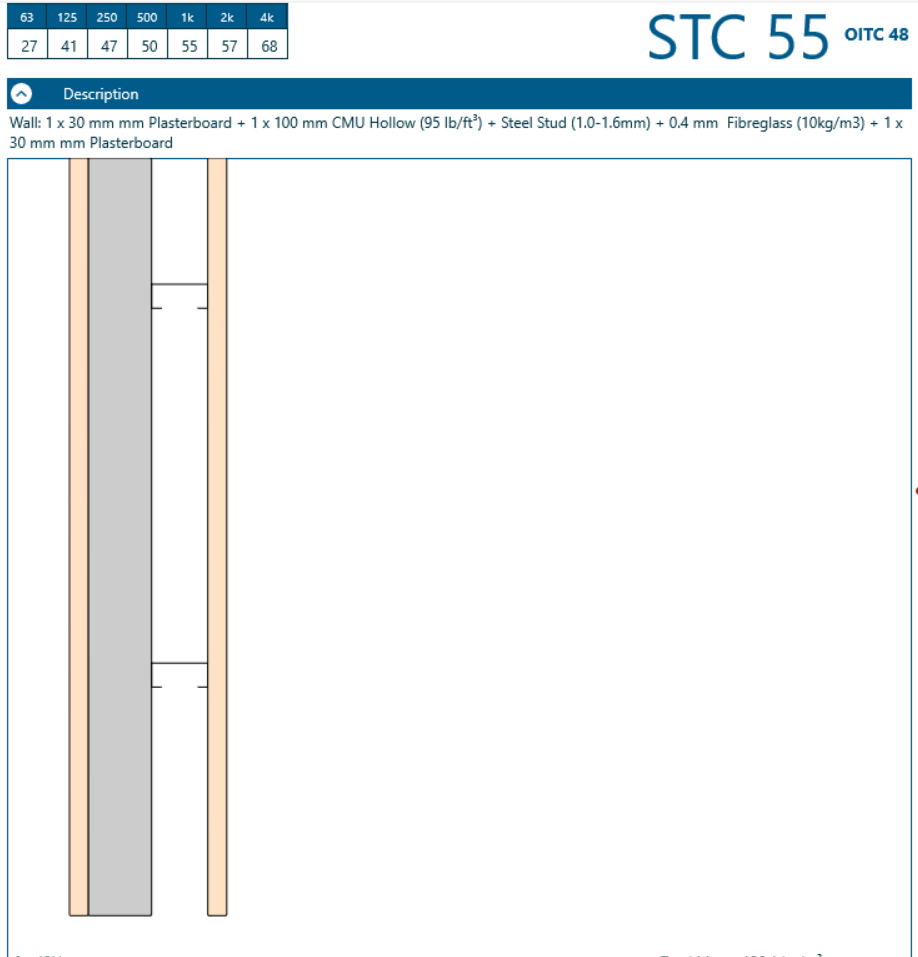 63 125 250 500 1k 2k 4k
27 41 47 50 55 57 68
STC 55 OITC 48
Description
Wall: 1 x 30 mm mm Plasterboard + 1 x 100 mm CMU Hollow (95 lb/ft³) + Steel Stud (1.0-1.6mm) + 0.4 mm Fibreglass (10kg/m3) + 1 x
30 mm mm Plasterboard